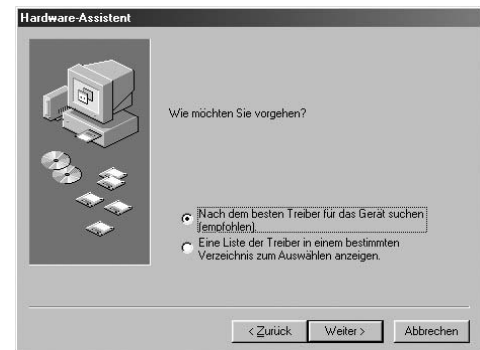 Hardware-Assistent
Wie möchten Sie vorgehen?
Nach dem besten Treiber für das Gerät suchen
(empfohlen).
Eine Liste der Treiber in einem bestimmten
Verzeichnis zum Auswählen anzeigen.
< Zurück Weiter > Abbrechen